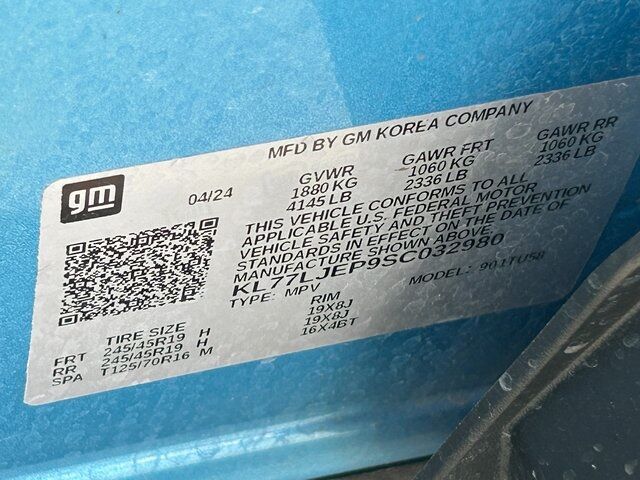 MFD BY GM KOREA COMPANY
gm
04/24
GVWR GAWR FRT GAWR RR
1880 KG 1060 KG 1060 KG
4145 LB 2336 LB 2336 LB
THIS VEHICLE CONFORMS TO ALL
APPLICABLE U.S. FEDERAL MOTOR
VEHICLE SAFETY AND THEFT PREVENTION
STANDARDS IN EFFECT ON THE DATE OF
MANUFACTURE SHOWN ABOVE.
KL77LJEP9SC032980
TYPE: MPV MODEL: 901TU58
TIRE SIZE RIM
FRT 245/45R19 H 19X8J
RR 245/45R19 H 19X8J
SPA T125/70R16 M 16X4BT